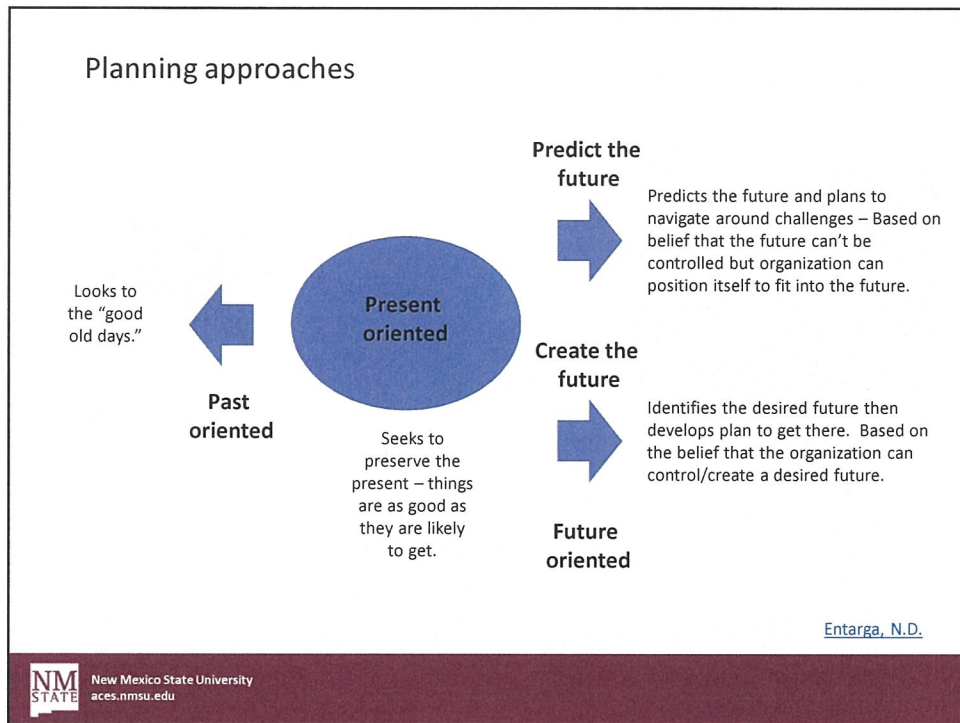 Planning approaches
Looks to
the “good
old days.”
Past
oriented
Present
oriented
Seeks to
preserve the
present – things
are as good as
they are likely
to get.
Predict the
future
Predicts the future and plans to
navigate around challenges – Based on
belief that the future can’t be
controlled but organization can
position itself to fit into the future.
Create the
future
Identifies the desired future then
develops plan to get there.  Based on
the belief that the organization can
control/create a desired future.
Future
oriented
Entarga, N.D.
NM
STATE
New Mexico State University
aces.nmsu.edu